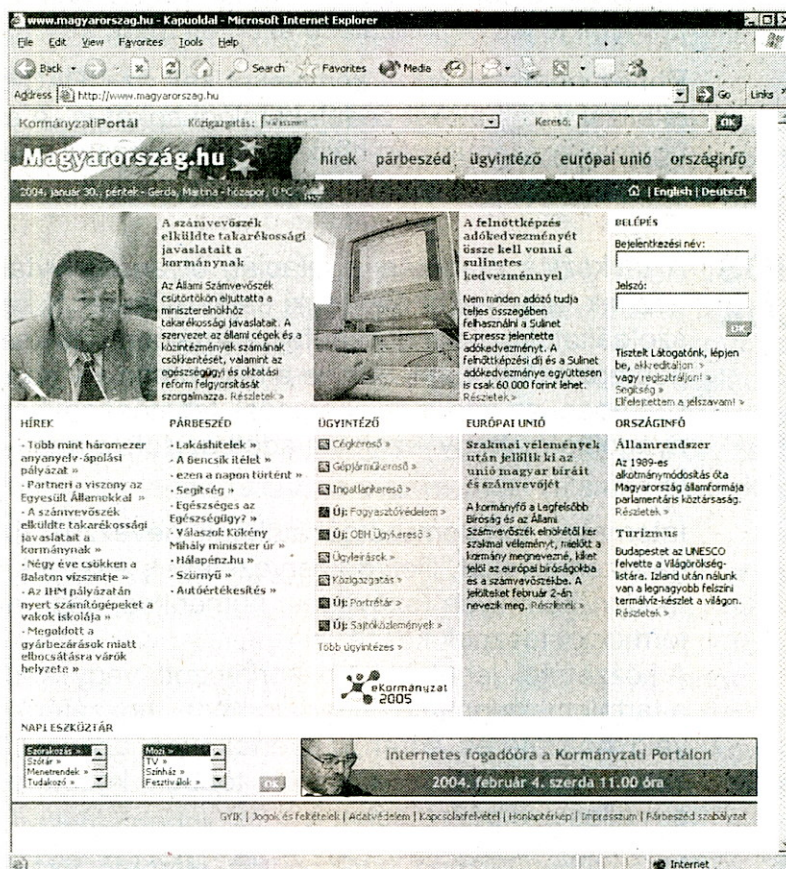 www.magyarorszag.hu - Kapuoldal - Microsoft Internet Explorer
File Edit View Favorites Tools Help
Back Search Favorites Media
Address http://www.magyarorszag.hu Go Links
KormányzatiPortál Közigazgatás: Kereső: OK
Magyarország.hu hírek párbeszéd ügyintéző európai unió országinfó
2004. január 30., péntek - Gerda, Martina - hózápor, 0 °C English | Deutsch
A számvevőszék
elküldte takarékossági
javaslatait a
kormánynak
Az Állami Számvevőszék
csütörtökön eljuttatta a
miniszterelnökhöz
takarékossági javaslatait. A
szervezet az állami cégek és a
közintézmények számának
csökkentését, valamint az
egészségügyi és oktatási
reform felgyorsítását
szorgalmazza. Részletek »
A felnőttképzés
adókedvezményét
össze kell vonni a
sulinetes
kedvezménnyel
Nem minden adózó tudja
teljes összegében
felhasználni a Sulinet
Expressz jelentette
adókedvezményt. A
felnőttképzési díj és a Sulinet
adókedvezménye együttesen
is csak 60 000 forint lehet.
Részletek »
BELÉPÉS
Bejelentkezési név:
Jelszó:
OK
Tisztelt Látogatónk, lépjen
be, akkreditáljon »
vagy regisztráljon! »
Segítség »
Elfelejtettem a jelszavam! »
HÍREK
- Több mint háromezer
anyanyelv-ápolási
pályázat »
- Partneri a viszony az
Egyesült Államokkal »
- A számvevőszék
elküldte takarékossági
javaslatait a
kormánynak »
- Négy éve csökken a
Balaton vízszintje »
- Az IHM pályázatán
nyert számítógépeket a
vakok iskolája »
- Megoldott a
gyárbezárások miatt
elbocsátásra várók
helyzete »
PÁRBESZÉD
- Lakáshitelek »
- A Bencsik ítélet »
- ezen a napon történt »
- Segítség »
- Egészséges az
Egészségügy? »
- Válaszol: Kökény
Mihály miniszter úr »
- Hálapénz.hu »
- Szörnyű »
- Autóértékesítés »
ÜGYINTÉZŐ
Cégkereső »
Gépjárműkereső »
Ingatlankereső »
Új: Fogyasztóvédelem »
Új: OBH Ügykereső »
Ügyleírások »
Közigazgatás »
Új: Portrétár »
Új: Sajtóközlemények »
Több ügyintézés »
eKormányzat
2005
EURÓPAI UNIÓ
Szakmai vélemények
után jelölik ki az
unió magyar bíráit
és számvevőjét
A kormányfő a Legfelsőbb
Bíróság és az Állami
Számvevőszék elnökétől kér
szakmai véleményt, mielőtt a
kormány megnevezné, kiket
jelöl az európai bíróságokba
és a számvevőszékbe. A
jelölteket február 2-án
nevezik meg. Részletek »
ORSZÁGINFÓ
Államrendszer
Az 1989-es
alkotmánymódosítás óta
Magyarország államformája
parlamentáris köztársaság.
Részletek »
Turizmus
Budapestet az UNESCO
felvette a Világörökség-
listára. Izland után nálunk
van a legnagyobb felszíni
termálvíz-készlet a világon.
Részletek »
NAPI ESZKÖZTÁR
Szórakozás »
Szótár »
Menetrendek »
Tudakozó »
Mozi »
TV »
Színház »
Fesztiválok »
OK
Internetes fogadóóra a Kormányzati Portálon
2004. február 4. szerda 11.00 óra
GYIK | Jogok és feltételek | Adatvédelem | Kapcsolatfelvétel | Honlaptérkép | Impresszum | Párbeszéd szabályzat
Internet